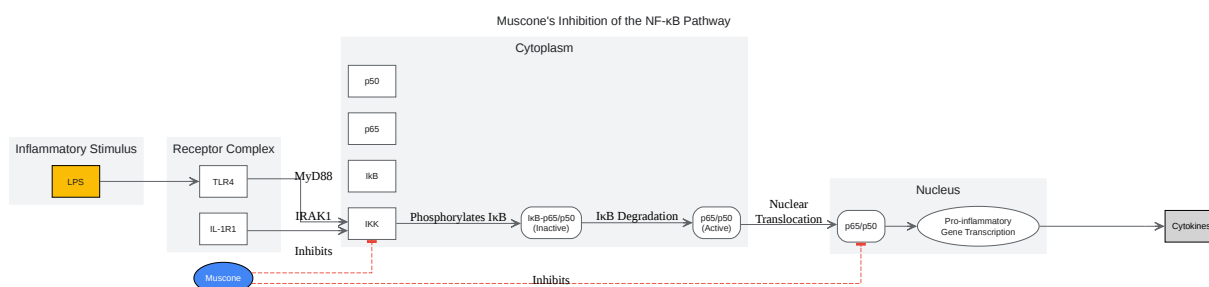 Muscone's Inhibition of the NF-κB Pathway
Cytoplasm
p50
p65
Inflammatory Stimulus
Receptor Complex
LPS
TLR4
MyD88
IkB
Nucleus
IL-1R1
IRAK1
IKK
Phosphorylates IκB
IκB-p65/p50
(Inactive)
IκB Degradation
p65/p50
(Active)
Nuclear
Translocation
p65/p50
Pro-inflammatory
Gene Transcription
Cytokines
Inhibits
Muscone
Inhibits